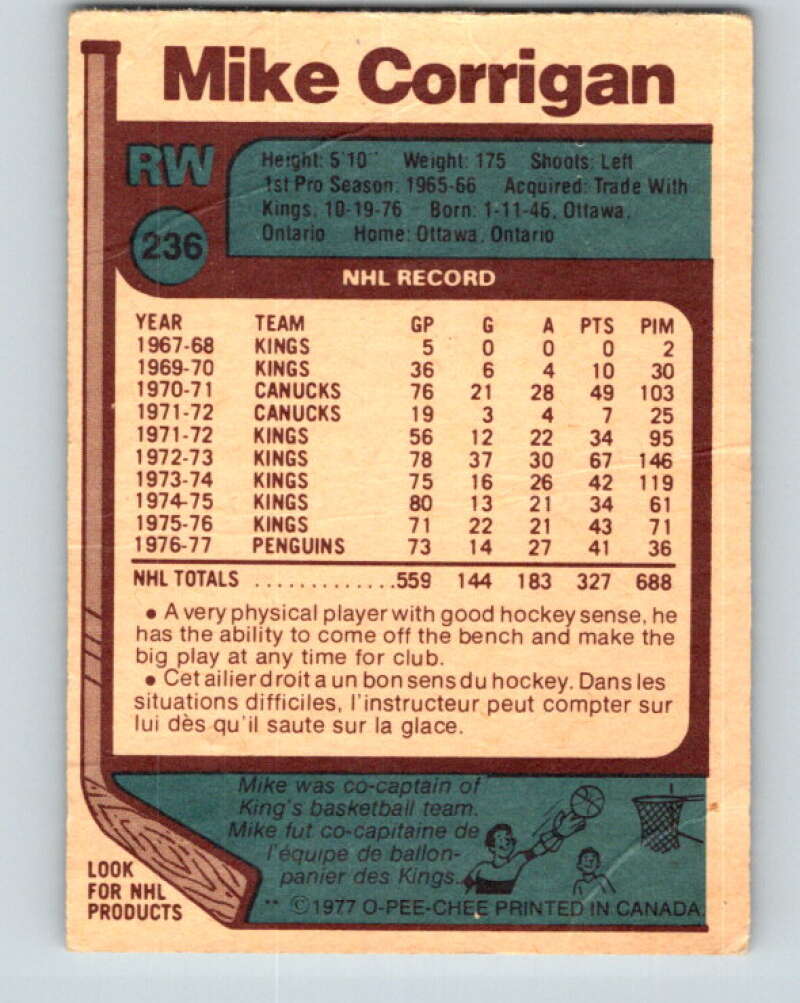 Mike Corrigan
RW
236
Height: 5'10" Weight: 175 Shoots: Left
1st Pro Season: 1965-66 Acquired: Trade With
Kings, 10-19-76 Born: 1-11-46, Ottawa,
Ontario Home: Ottawa, Ontario
NHL RECORD
YEAR TEAM GP G A PTS PIM
1967-68 KINGS 5 0 0 0 2
1969-70 KINGS 36 6 4 10 30
1970-71 CANUCKS 76 21 28 49 103
1971-72 CANUCKS 19 3 4 7 25
1971-72 KINGS 56 12 22 34 95
1972-73 KINGS 78 37 30 67 146
1973-74 KINGS 75 16 26 42 119
1974-75 KINGS 80 13 21 34 61
1975-76 KINGS 71 22 21 43 71
1976-77 PENGUINS 73 14 27 41 36
NHL TOTALS .............559 144 183 327 688
• A very physical player with good hockey sense, he
has the ability to come off the bench and make the
big play at any time for club.
• Cet ailier droit a un bon sens du hockey. Dans les
situations difficiles, l'instructeur peut compter sur
lui dès qu'il saute sur la glace.
Mike was co-captain of
King's basketball team.
Mike fut co-capitaine de
l'équipe de ballon-
panier des Kings.
LOOK
FOR NHL
PRODUCTS
** ©1977 O-PEE-CHEE PRINTED IN CANADA.